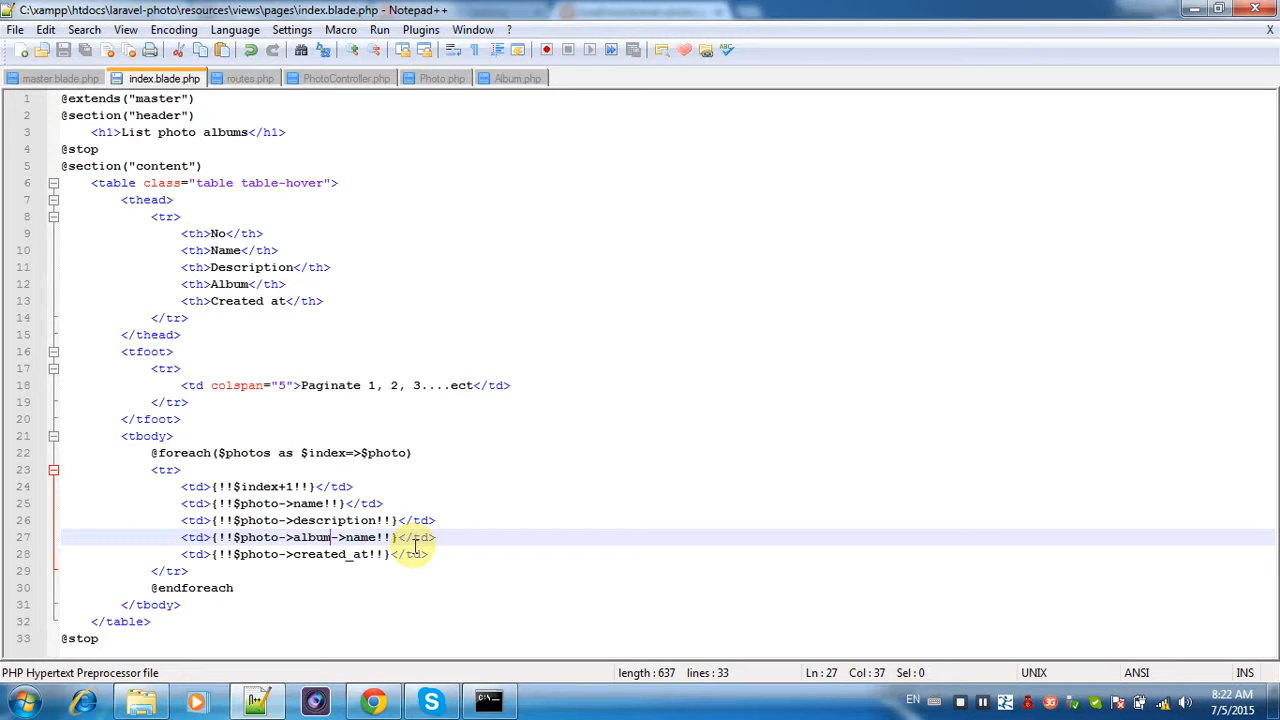 C:\xampp\htdocs\laravel-photo\resources\views\pages\index.blade.php - Notepad++
File Edit Search View Encoding Language Settings Macro Run Plugins Window ? X
master.blade.php index.blade.php routes.php PhotoController.php Photo.php Album.php
1 @extends("master")
2 @section("header")
3 <h1>List photo albums</h1>
4 @stop
5 @section("content")
6 <table class="table table-hover">
7 <thead>
8 <tr>
9 <th>No</th>
10 <th>Name</th>
11 <th>Description</th>
12 <th>Album</th>
13 <th>Created at</th>
14 </tr>
15 </thead>
16 <tfoot>
17 <tr>
18 <td colspan="5">Paginate 1, 2, 3....ect</td>
19 </tr>
20 </tfoot>
21 <tbody>
22 @foreach($photos as $index=>$photo)
23 <tr>
24 <td>{!!$index+1!!}</td>
25 <td>{!!$photo->name!!}</td>
26 <td>{!!$photo->description!!}</td>
27 <td>{!!$photo->album->name!!}</td>
28 <td>{!!$photo->created_at!!}</td>
29 </tr>
30 @endforeach
31 </tbody>
32 </table>
33 @stop
PHP Hypertext Preprocessor file length : 637 lines : 33 Ln : 27 Col : 37 Sel : 0 UNIX ANSI INS
EN 8:22 AM
7/5/2015